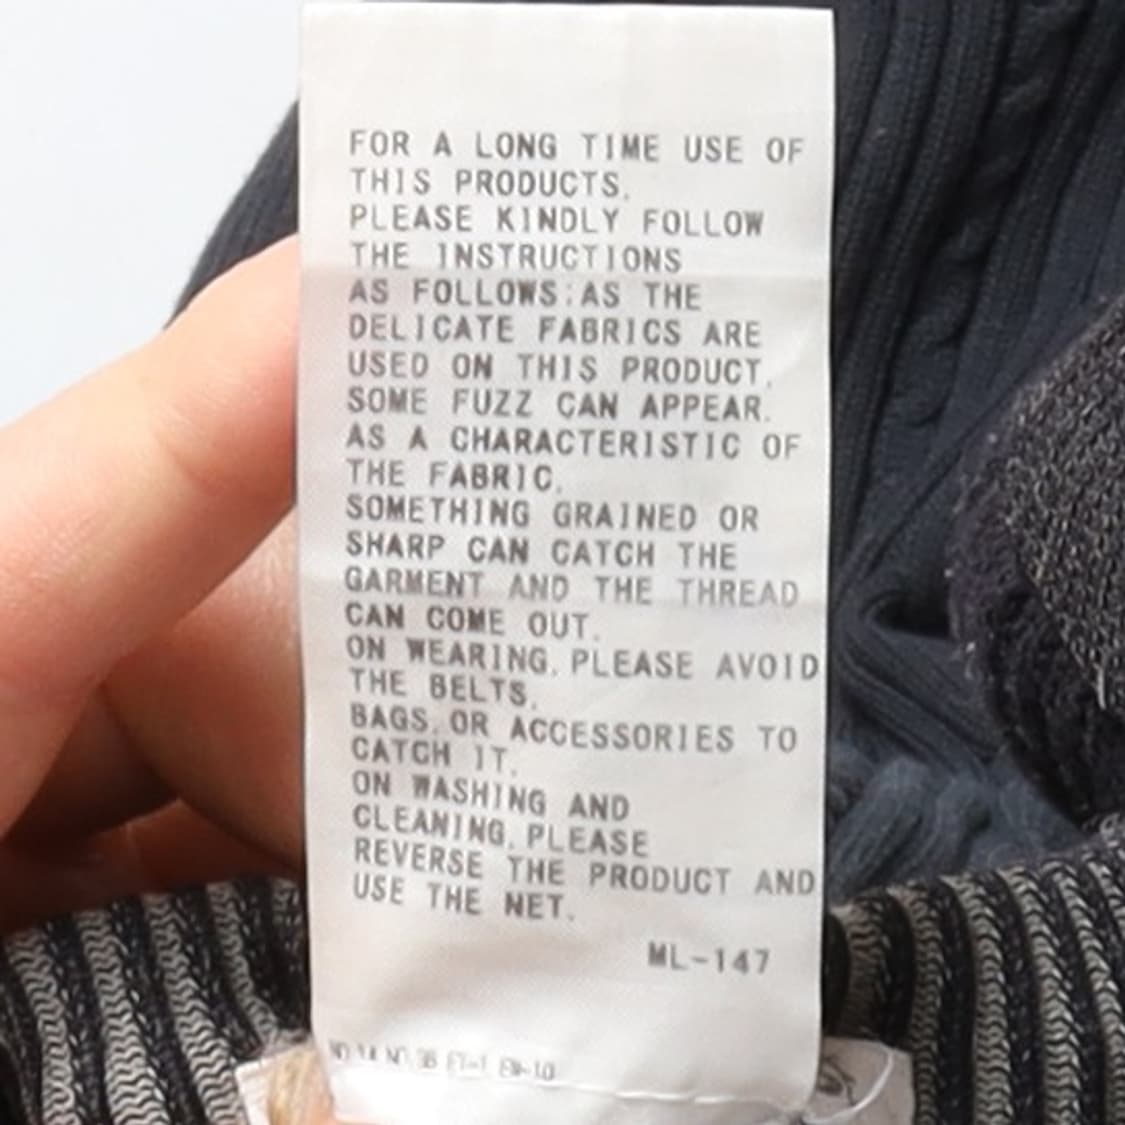 FOR A LONG TIME USE OF
THIS PRODUCTS.
PLEASE KINDLY FOLLOW
THE INSTRUCTIONS
AS FOLLOWS:AS THE
DELICATE FABRICS ARE
USED ON THIS PRODUCT,
SOME FUZZ CAN APPEAR.
AS A CHARACTERISTIC OF
THE FABRIC,
SOMETHING GRAINED OR
SHARP CAN CATCH THE
GARMENT AND THE THREAD
CAN COME OUT.
ON WEARING, PLEASE AVOID
THE BELTS,
BAGS, OR ACCESSORIES TO
CATCH IT.
ON WASHING AND
CLEANING, PLEASE
REVERSE THE PRODUCT AND
USE THE NET.
ML-147